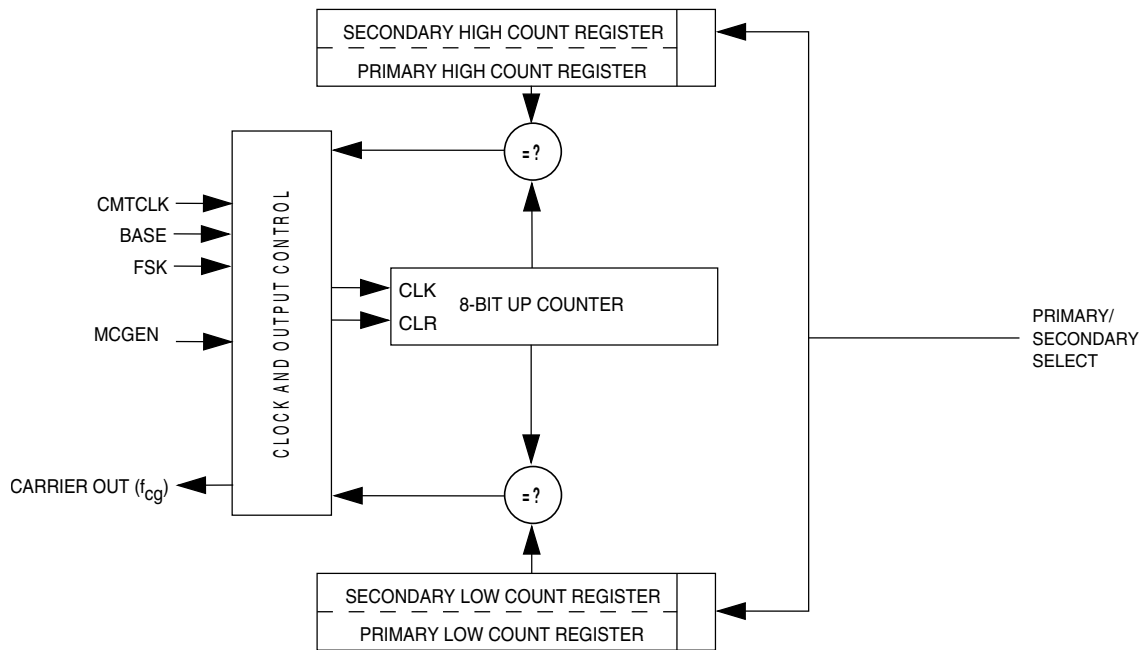 SECONDARY HIGH COUNT REGISTER
PRIMARY HIGH COUNT REGISTER
=?
CMTCLK
BASE
FSK
MCGEN
CARRIER OUT (fcg)
CLOCK AND OUTPUT CONTROL
CLK
CLR
8-BIT UP COUNTER
PRIMARY/
SECONDARY
SELECT
=?
SECONDARY LOW COUNT REGISTER
PRIMARY LOW COUNT REGISTER